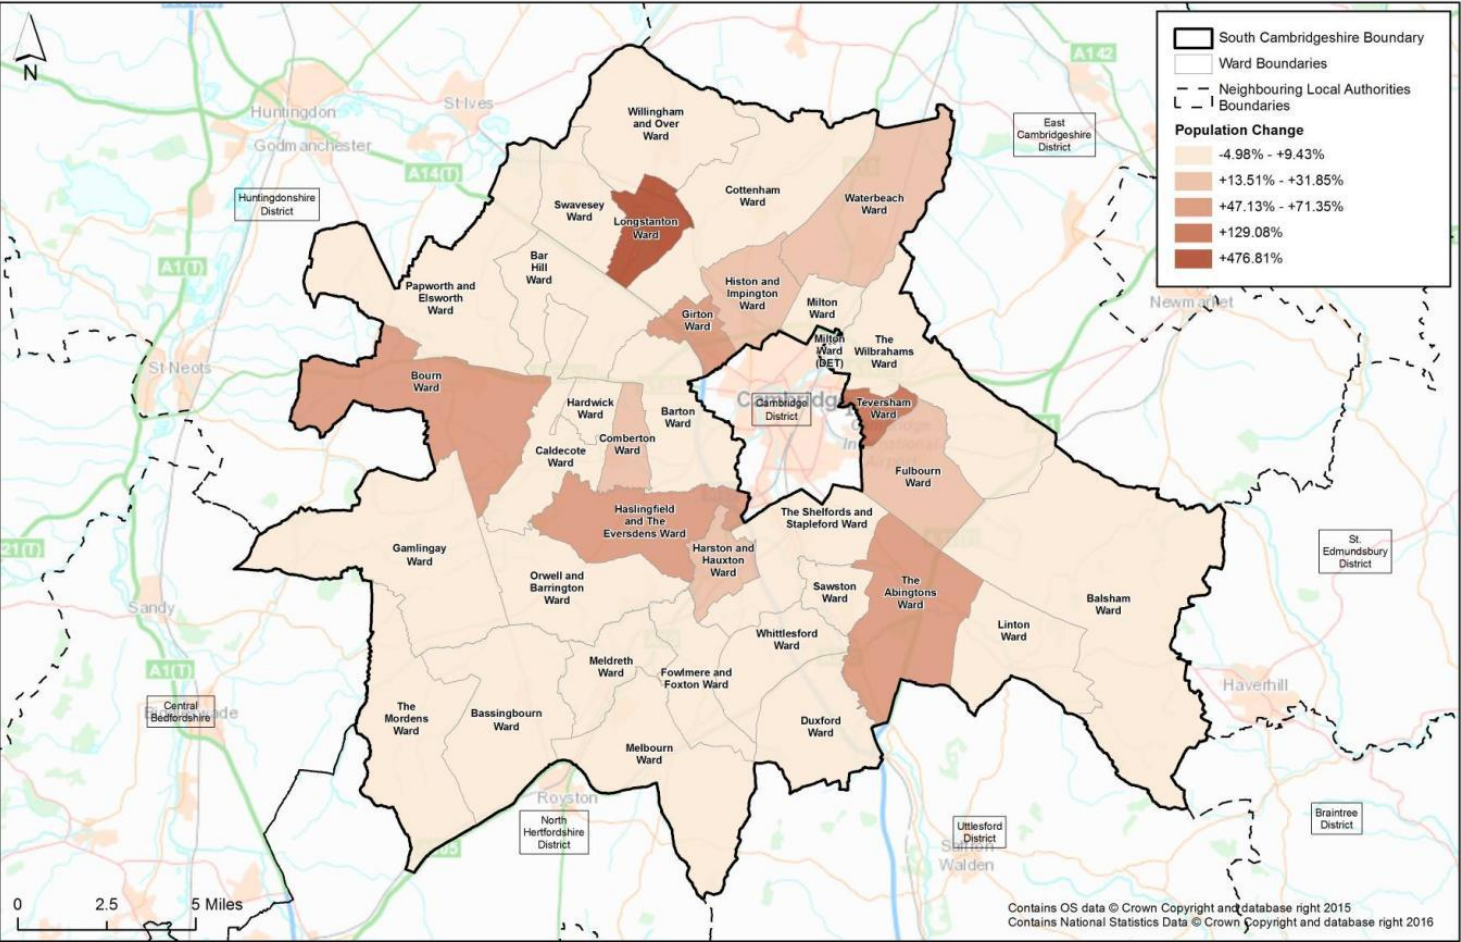 A142
South Cambridgeshire Boundary
Ward Boundaries
Neighbouring Local Authorities
Boundaries
Population Change
-4.98% - +9.43%
+13.51% - +31.85%
+47.13% - +71.35%
+129.08%
+476.81%
N
Huntingdon
St Ives
Godmanchester
A14(T)
Huntingdonshire
District
East
Cambridgeshire
District
Willingham
and Over
Ward
Cottenham
Ward
Waterbeach
Ward
Swavesey
Ward
Longstanton
Ward
A1(T)
Bar
Hill
Ward
Papworth and
Elsworth
Ward
Histon and
Impington
Ward
Milton
Ward
Girton
Ward
Newmarket
Milton
Ward
(DET)
The
Wilbrahams
Ward
St Neots
Bourn
Ward
Hardwick
Ward
Barton
Ward
Cambridge
District
Teversham
Ward
Comberton
Ward
Caldecote
Ward
Fulbourn
Ward
Haslingfield
and The
Eversdens Ward
The Shelfords and
Stapleford Ward
21(T)
Gamlingay
Ward
Harston and
Hauxton
Ward
St.
Edmundsbury
District
Orwell and
Barrington
Ward
Sawston
Ward
The
Abingtons
Ward
Balsham
Ward
Sandy
Linton
Ward
Whittlesford
Ward
Meldreth
Ward
Fowlmere and
Foxton Ward
A1(T)
Haverhill
Central
Bedfordshire
The
Mordens
Ward
Bassingbourn
Ward
Duxford
Ward
Melbourn
Ward
Royston
North
Hertfordshire
District
Uttlesford
District
Walden
Braintree
District
0 2.5 5 Miles
Contains OS data © Crown Copyright and database right 2015
Contains National Statistics Data © Crown Copyright and database right 2016